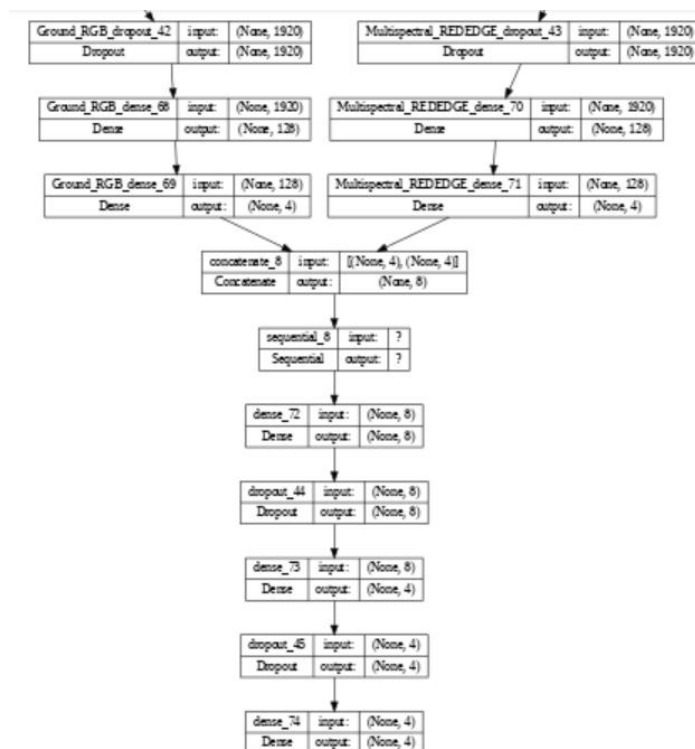 Ground_RGB_dropout_42 input: (None, 1920)
Dropout output: (None, 1920)
Multispectral_REDEDGE_dropout_43 input: (None, 1920)
Dropout output: (None, 1920)
Ground_RGB_dense_68 input: (None, 1920)
Dense output: (None, 128)
Multispectral_REDEDGE_dense_70 input: (None, 1920)
Dense output: (None, 128)
Ground_RGB_dense_69 input: (None, 128)
Dense output: (None, 4)
Multispectral_REDEDGE_dense_71 input: (None, 128)
Dense output: (None, 4)
concatenate_8 input: [(None, 4), (None, 4)]
Concatenate output: (None, 8)
sequential_8 input: ?
Sequential output: ?
dense_72 input: (None, 8)
Dense output: (None, 8)
dropout_44 input: (None, 8)
Dropout output: (None, 8)
dense_73 input: (None, 8)
Dense output: (None, 4)
dropout_45 input: (None, 4)
Dropout output: (None, 4)
dense_74 input: (None, 4)
Dense output: (None, 4)